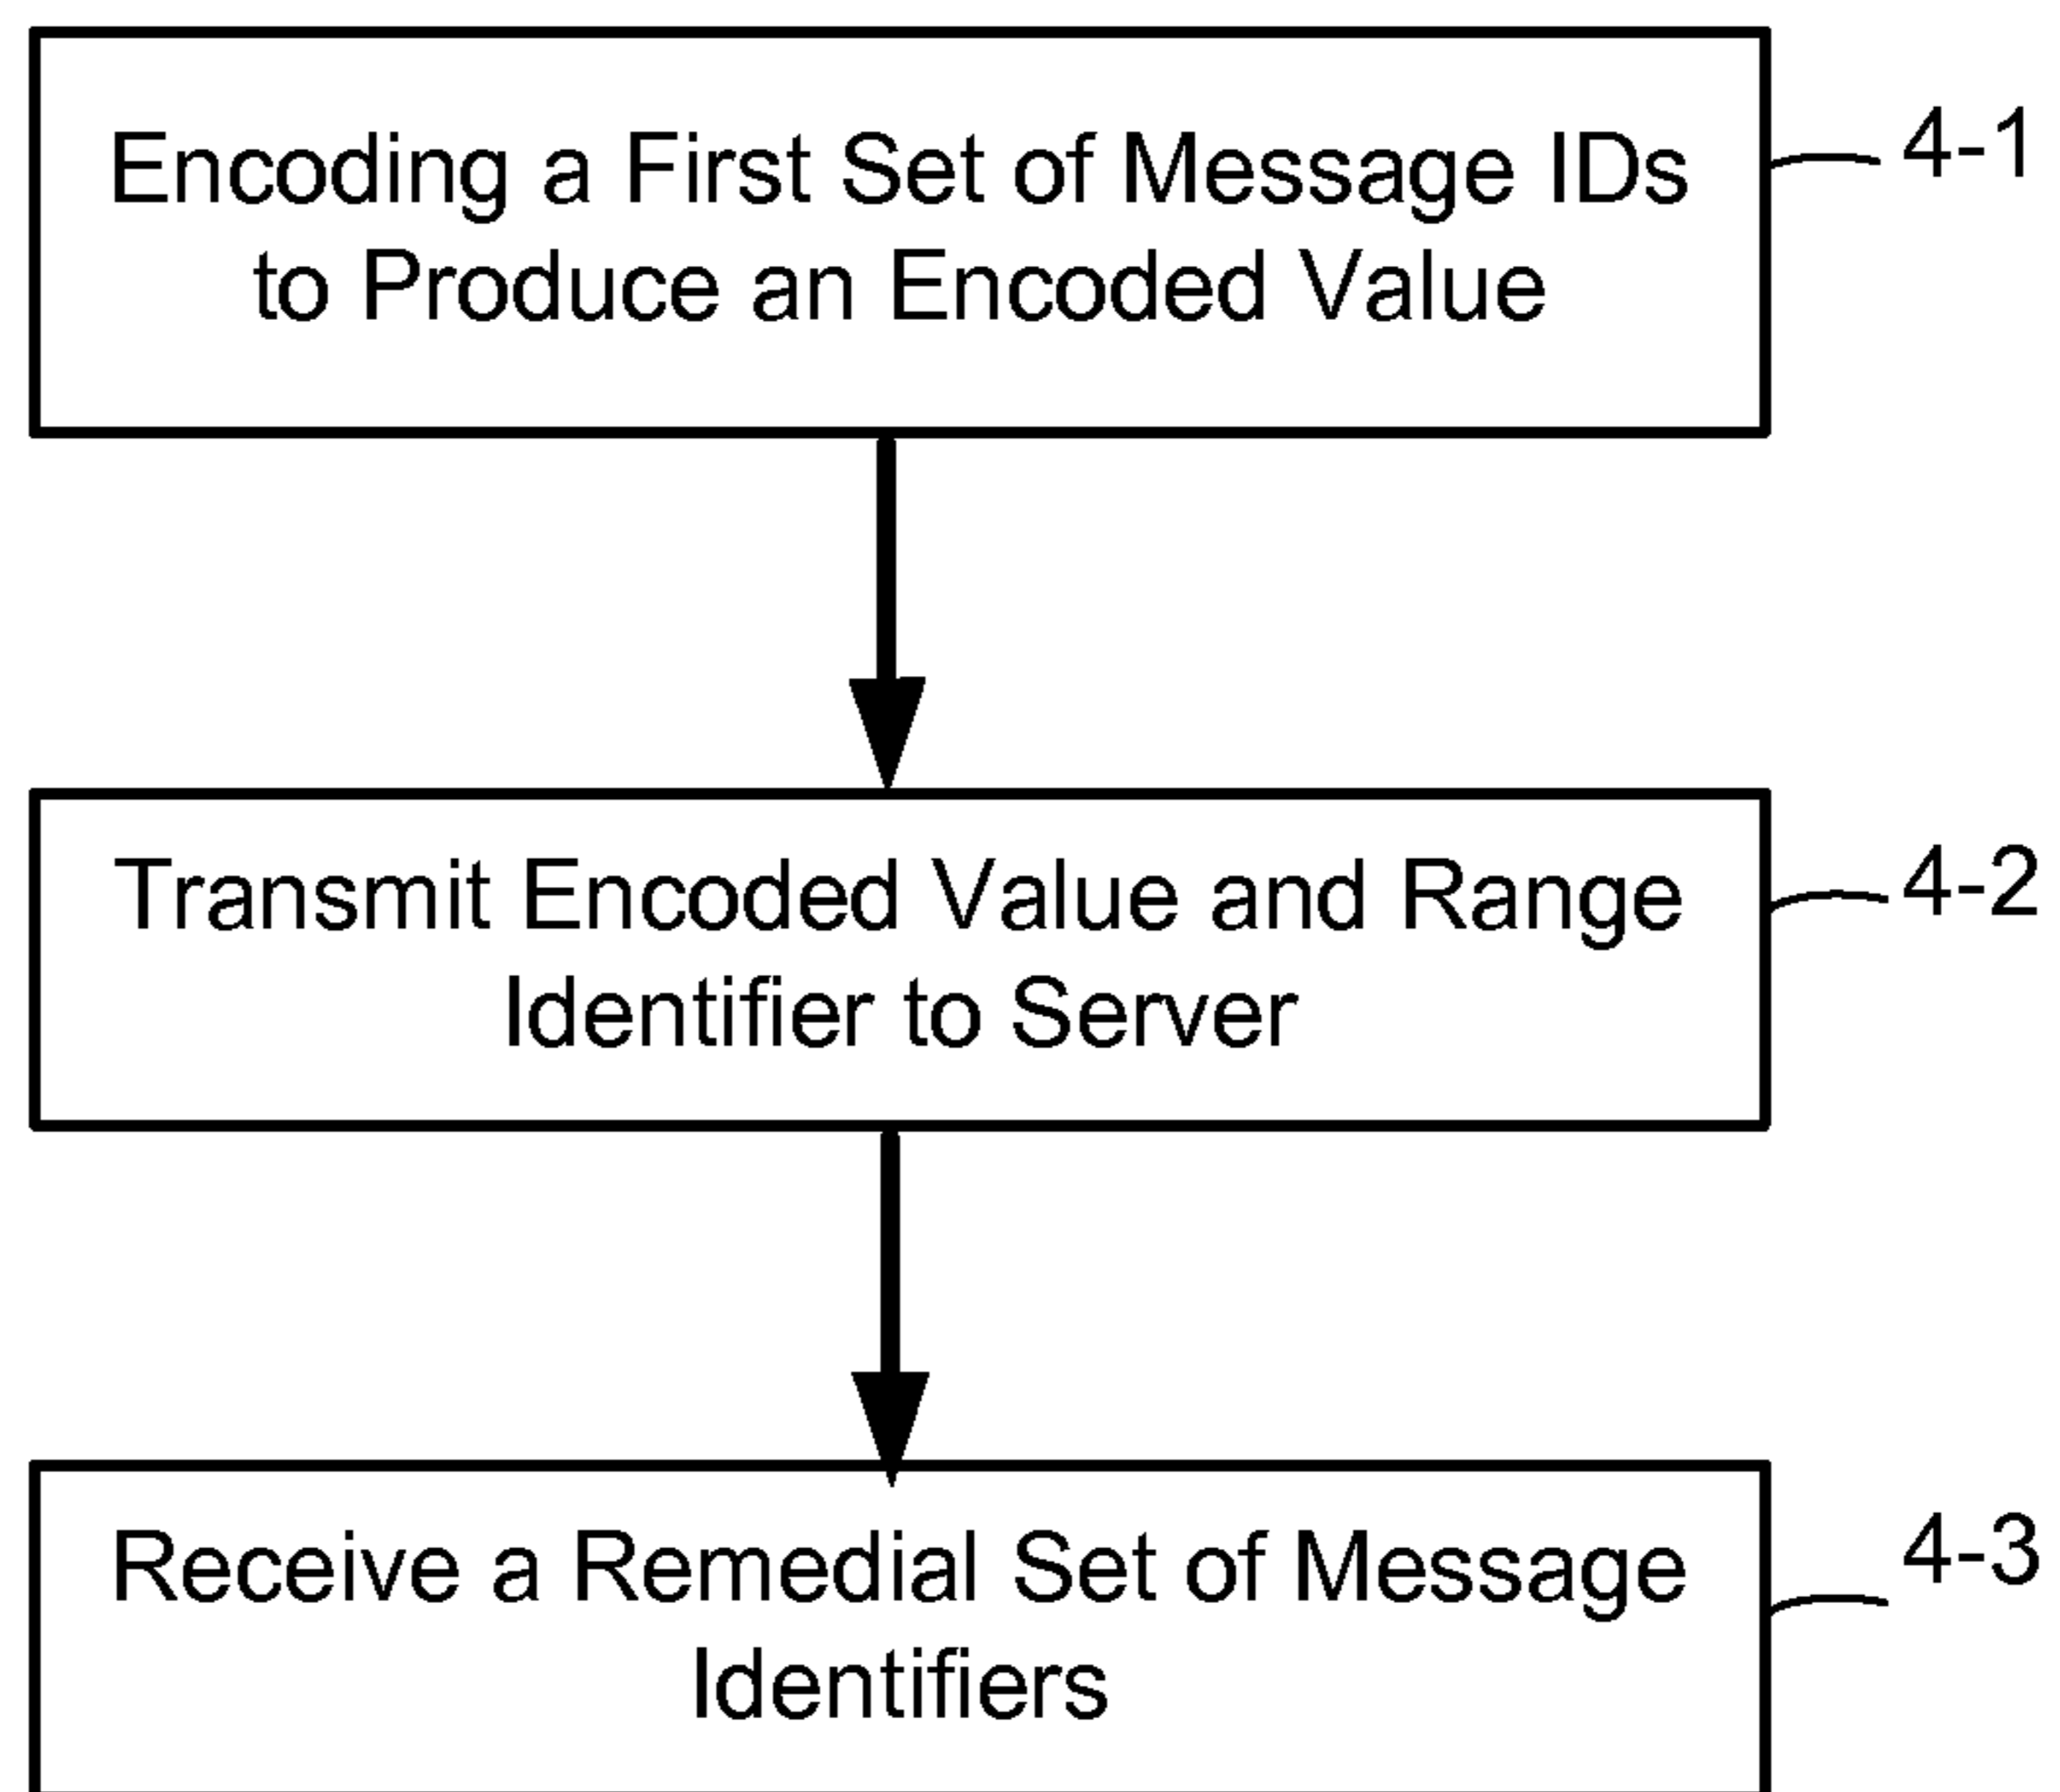 Encoding a First Set of Message IDs
to Produce an Encoded Value
4-1
Transmit Encoded Value and Range
Identifier to Server
4-2
Receive a Remedial Set of Message
Identifiers
4-3